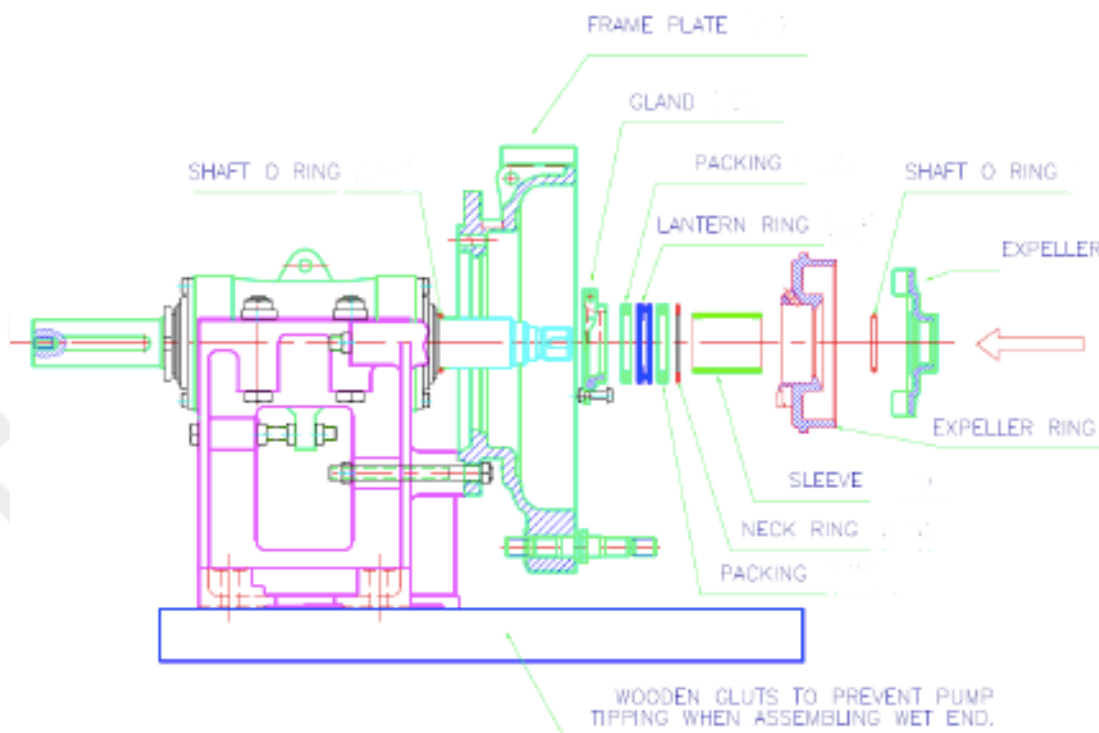 FRAME PLATE
GLAND
SHAFT O RING
PACKING
SHAFT O RING
LANTERN RING
EXPELLER
EXPELLER RING
SLEEVE
NECK RING
PACKING
WOODEN GLUTS TO PREVENT PUMP
TIPPING WHEN ASSEMBLING WET END.